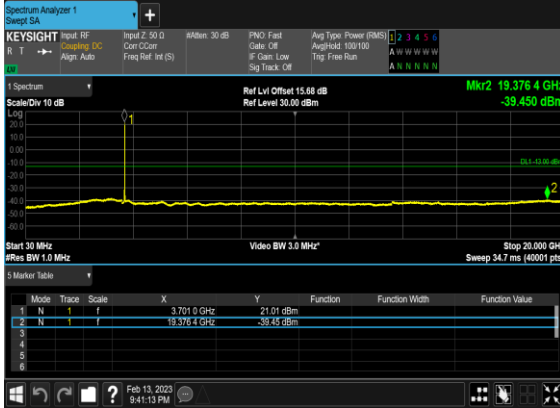 Spectrum Analyzer 1
Swept SA
+
KEYSIGHT Input: RF Input Z: 50 Ω #Atten: 30 dB PNO: Fast Avg Type: Power (RMS) 1 2 3 4 5 6
R T Coupling: DC Corr CCorr Gate: Off Avg|Hold: 100/100 A W W W W W
Align: Auto Freq Ref: Int (S) IF Gain: Low Trig: Free Run
Sig Track: Off A N N N N N
1 Spectrum Ref Lvl Offset 15.68 dB Mkr2 19.376 4 GHz
Scale/Div 10 dB Ref Level 30.00 dBm -39.450 dBm
Log
20.0 1
10.0
0.00
-10.0 DL1 -13.00 dBm
-20.0
-30.0 2
-40.0
-50.0
-60.0
Start 30 MHz Video BW 3.0 MHz* Stop 20.000 GHz
#Res BW 1.0 MHz Sweep 34.7 ms (40001 pts)
5 Marker Table
Mode Trace Scale X Y Function Function Width Function Value
1 N 1 f 3.701 0 GHz 21.01 dBm
2 N 1 f 19.376 4 GHz -39.45 dBm
3
4
5
6
? Feb 13, 2023
9:41:13 PM